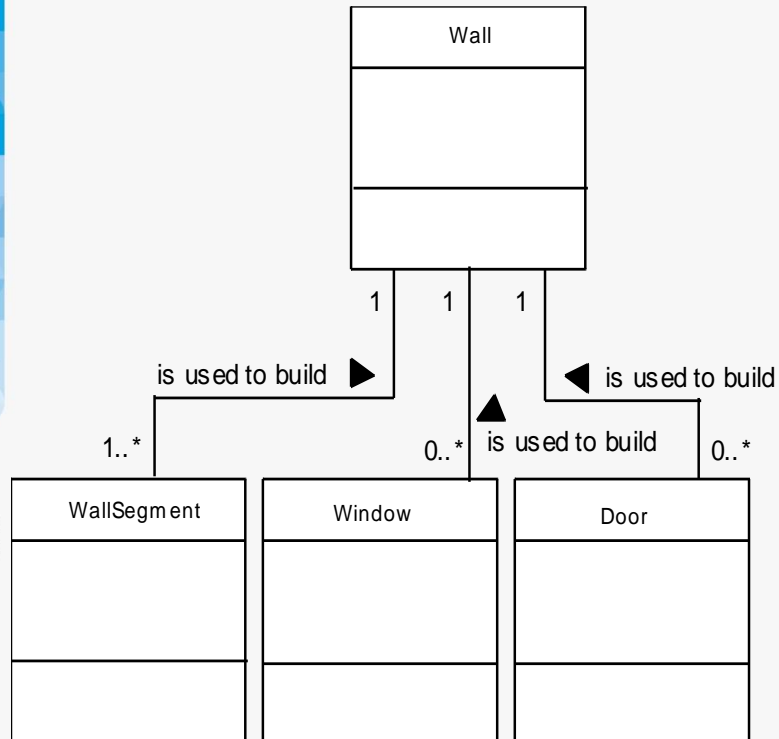 Wall
1 1 1
is used to build
is used to build
is used to build
1..*
0..*
0..*
WallSegment
Window
Door